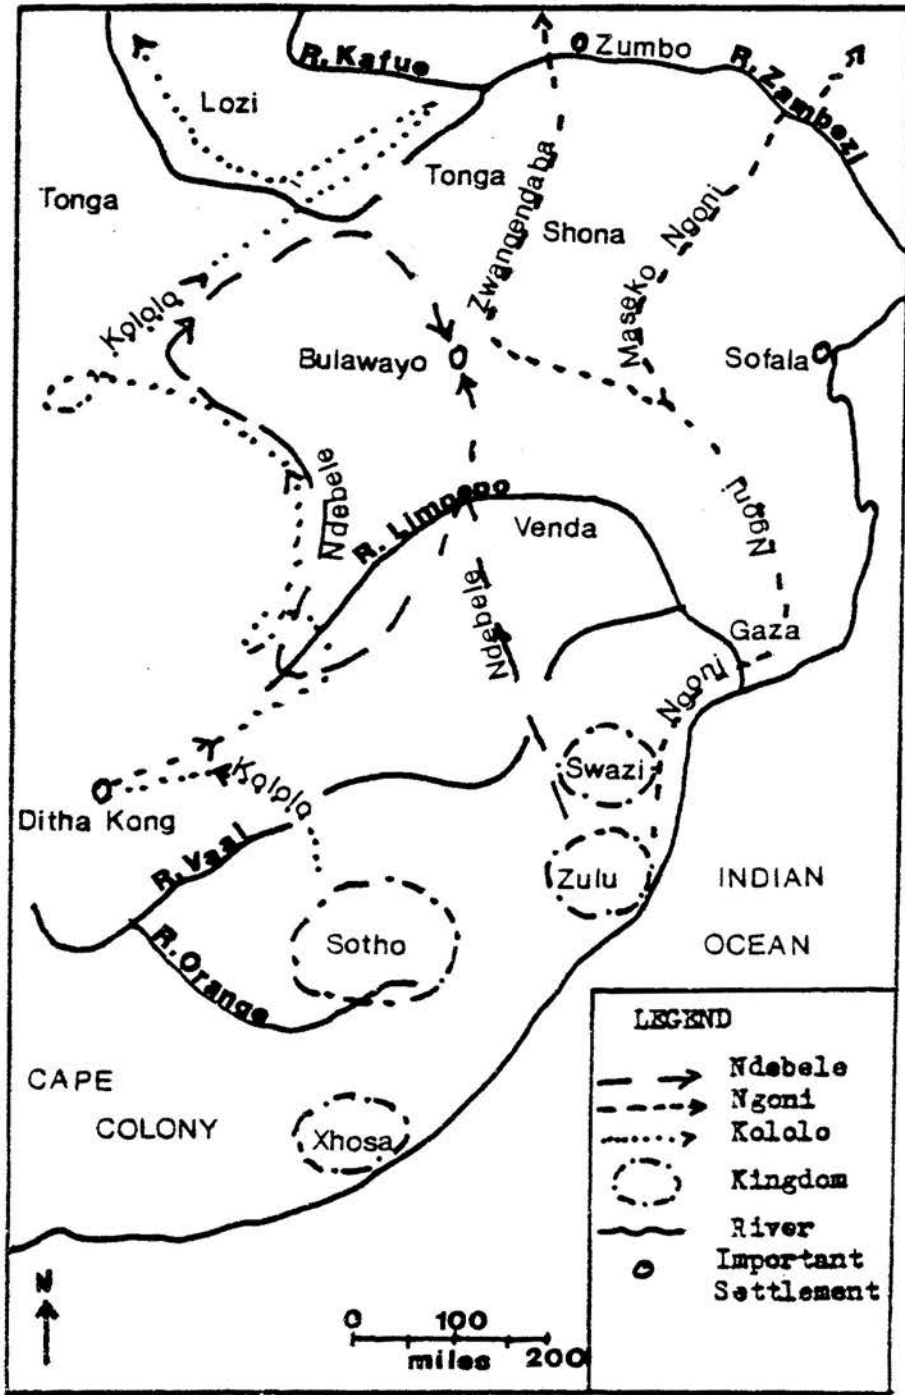 R. Kafue
Zumbo
R. Zambezi
Lozi
Tonga
Tonga
Zwangendaba
Shona
Maseko Ngoni
Kololo
Bulawayo
Sofala
Ndebele
R. Limpopo
Venda
Ngoni
Ndebele
Gaza
Ngoni
Swazi
Kololo
Ditha Kong
R. Vaal
Zulu
INDIAN
OCEAN
Sotho
R. Orange
CAPE
COLONY
Xhosa
LEGEND
Ndebele
Ngoni
Kololo
Kingdom
River
Important
Settlement
N
0 100
miles 200